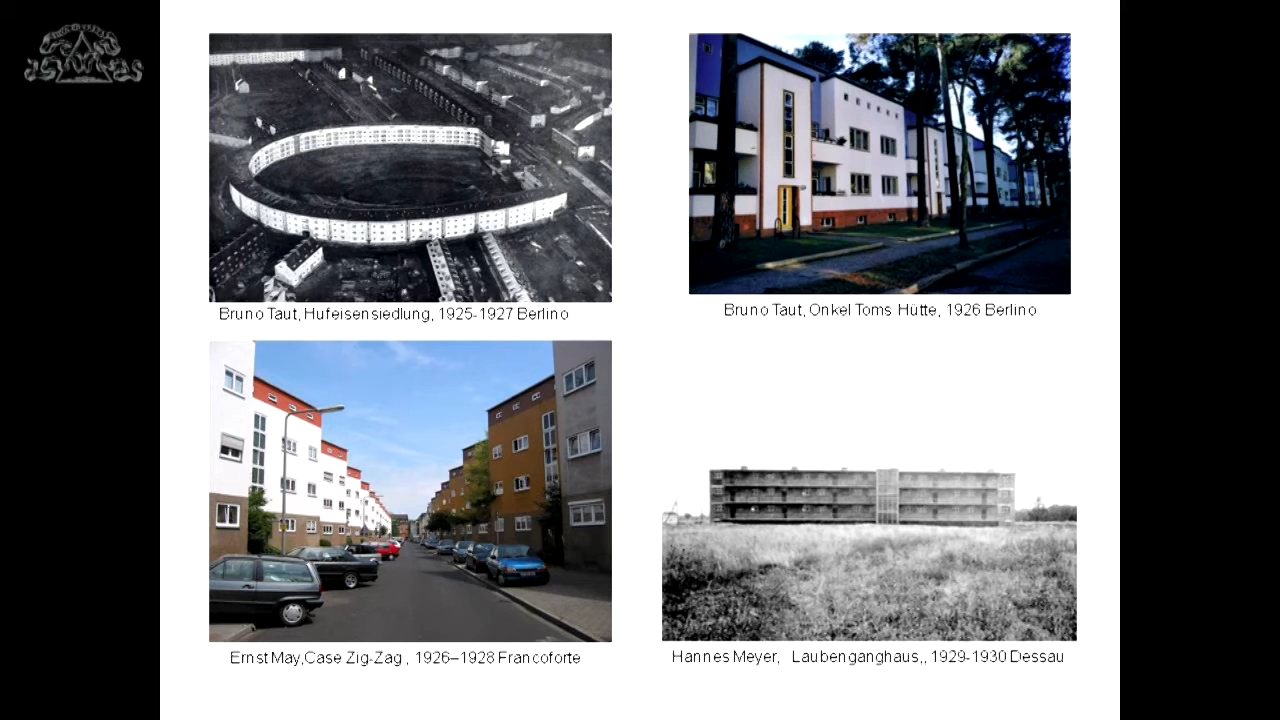 Bruno Taut, Hufeisensiedlung, 1925-1927 Berlino
Bruno Taut, Onkel Toms Hütte, 1926 Berlino
Ernst May,Case Zig-Zag , 1926–1928 Francoforte
Hannes Meyer, Laubenganghaus,, 1929-1930 Dessau